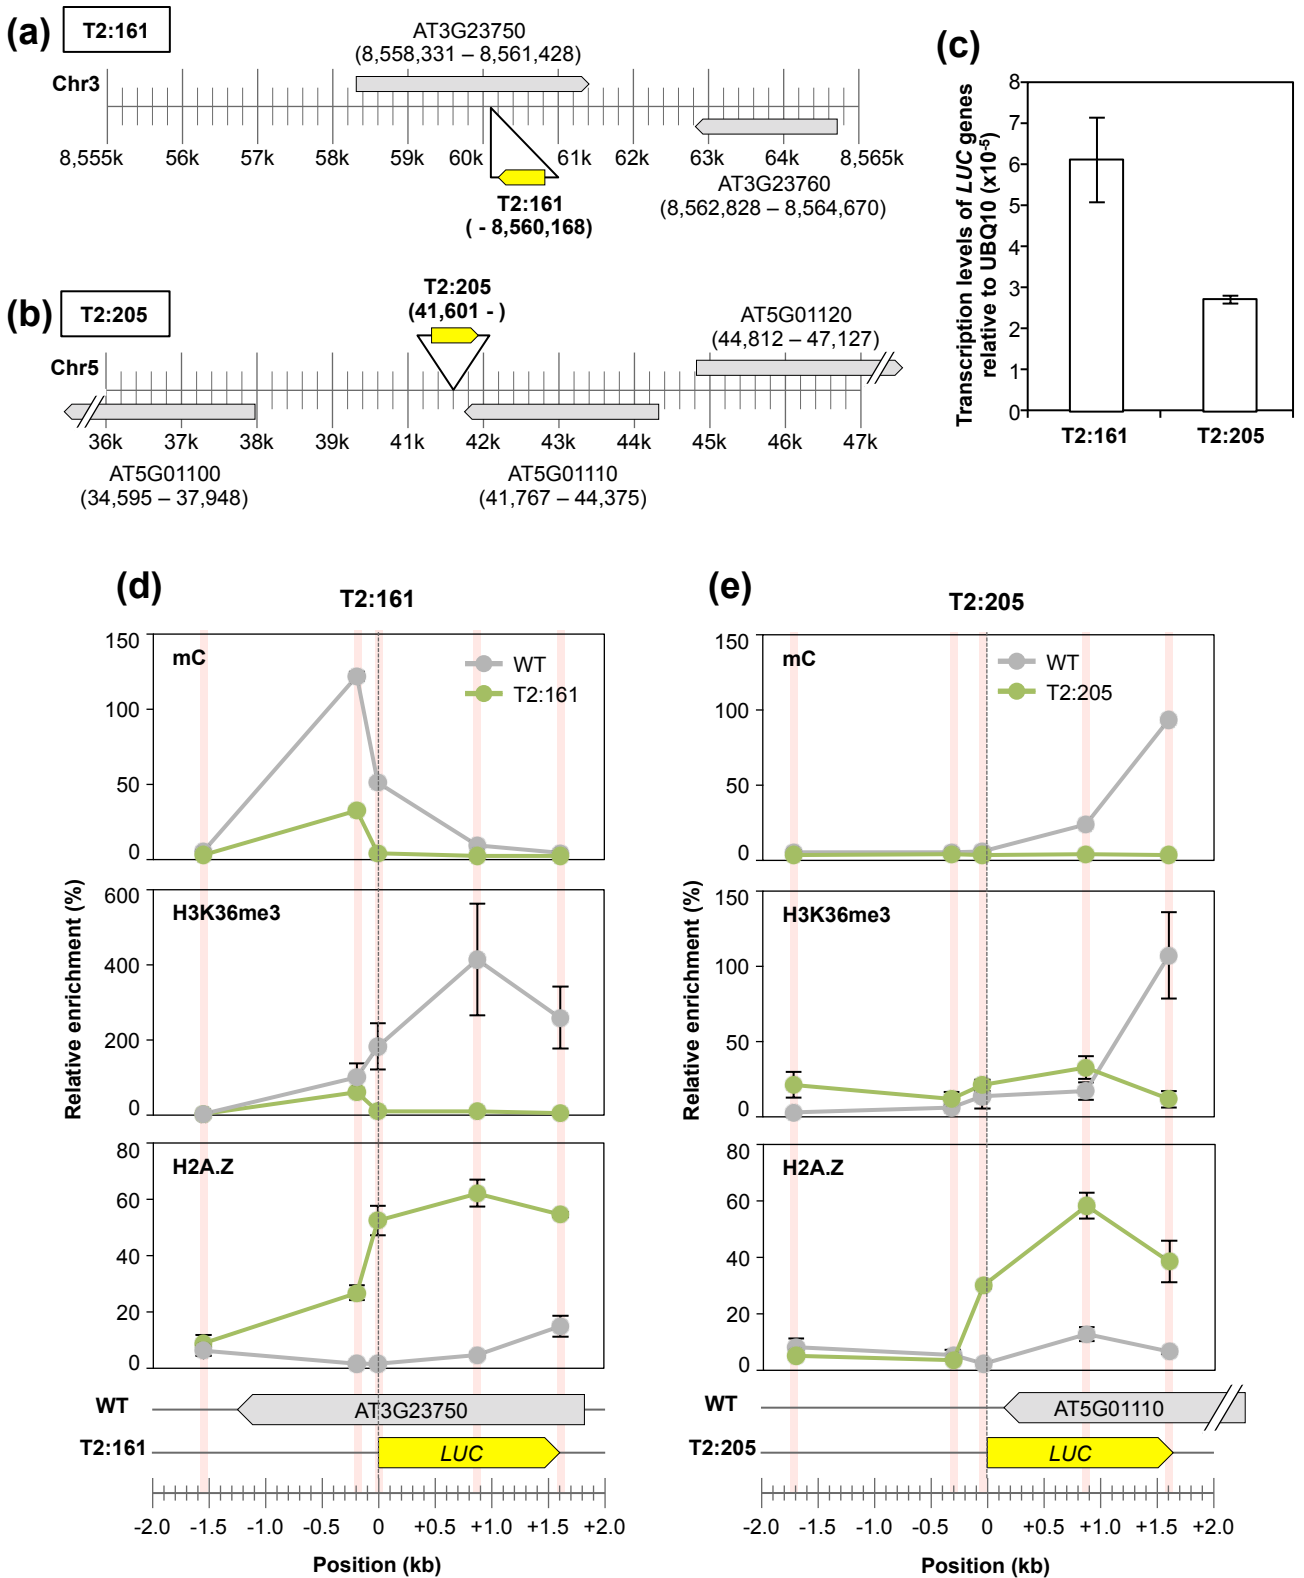 (a)
T2:161
AT3G23750
(8,558,331 – 8,561,428)
Chr3
8,555k 56k 57k 58k 59k 60k 61k 62k 63k 64k 8,565k
T2:161
( - 8,560,168)
AT3G23760
(8,562,828 – 8,564,670)
(b)
T2:205
T2:205
(41,601 - )
AT5G01120
(44,812 – 47,127)
Chr5
36k 37k 38k 39k 41k 42k 43k 44k 45k 46k 47k
AT5G01100
(34,595 – 37,948)
AT5G01110
(41,767 – 44,375)
(c)
Transcription levels of LUC genes
relative to UBQ10 (x10-5)
8
7
6
5
4
3
2
1
0
T2:161 T2:205
(d)
T2:161
Relative enrichment (%)
150
100
50
0
mC
WT
T2:161
600
400
200
0
H3K36me3
80
60
40
20
0
H2A.Z
WT
AT3G23750
T2:161
LUC
-2.0 -1.5 -1.0 -0.5 0 +0.5 +1.0 +1.5 +2.0
Position (kb)
(e)
T2:205
Relative enrichment (%)
150
100
50
0
mC
WT
T2:205
150
100
50
0
H3K36me3
80
60
40
20
0
H2A.Z
WT
AT5G01110
T2:205
LUC
-2.0 -1.5 -1.0 -0.5 0 +0.5 +1.0 +1.5 +2.0
Position (kb)